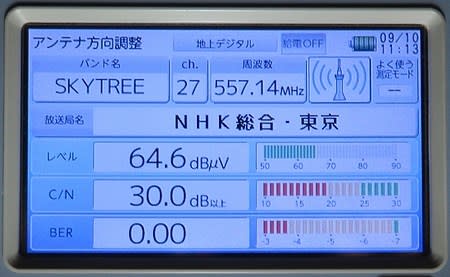 アンテナ方向調整 地上デジタル 給電OFF 09/10
11:13
バンド名 ch. 周波数 よく使う
測定モード
SKYTREE 27 557.14MHz --
放送局名 NHK総合・東京
レベル 64.6dBμV
50 60 70 80 90
C/N 30.0dB以上
10 15 20 25 30
BER 0.00
-3 -4 -5 -6 -7